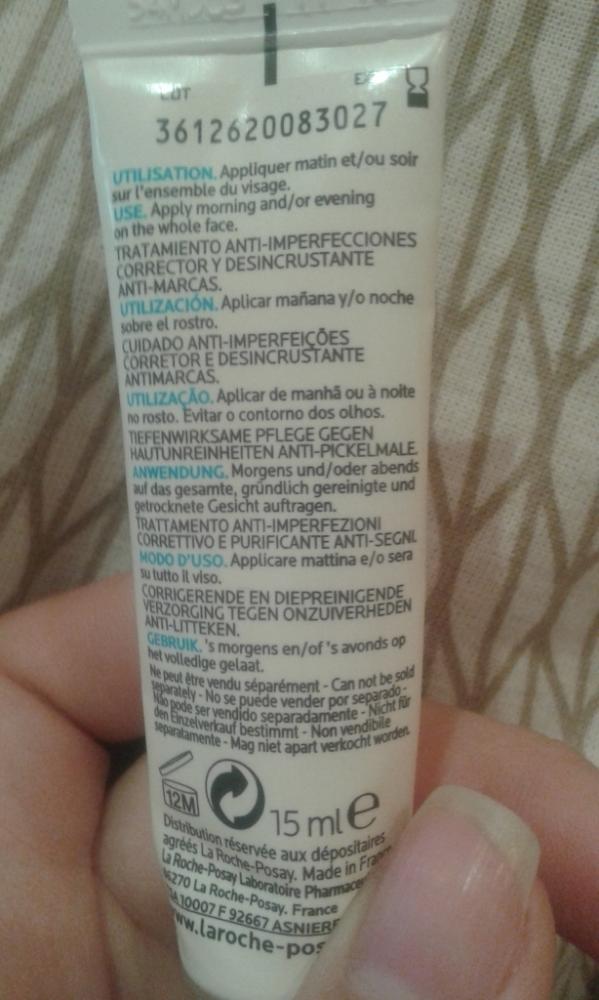 LOT
3612620083027
UTILISATION. Appliquer matin et/ou soir
sur l'ensemble du visage.
USE. Apply morning and/or evening
on the whole face.
TRATAMIENTO ANTI-IMPERFECCIONES
CORRECTOR Y DESINCRUSTANTE
ANTI-MARCAS.
UTILIZACIÓN. Aplicar mañana y/o noche
sobre el rostro.
CUIDADO ANTI-IMPERFEIÇÕES
CORRETOR E DESINCRUSTANTE
ANTIMARCAS.
UTILIZAÇÃO. Aplicar de manhã ou à noite
no rosto. Evitar o contorno dos olhos.
TIEFENWIRKSAME PFLEGE GEGEN
HAUTUNREINHEITEN ANTI-PICKELMALE.
ANWENDUNG. Morgens und/oder abends
auf das gesamte, gründlich gereinigte und
getrocknete Gesicht auftragen.
TRATTAMENTO ANTI-IMPERFEZIONI
CORRETTIVO E PURIFICANTE ANTI-SEGNI.
MODO D'USO. Applicare mattina e/o sera
su tutto il viso.
CORRIGERENDE EN DIEPREINIGENDE
VERZORGING TEGEN ONZUIVERHEDEN
ANTI-LITTEKEN.
GEBRUIK. 's morgens en/of 's avonds op
het volledige gelaat.
Ne peut être vendu séparément - Can not be sold
separately - No se puede vender por separado -
Não pode ser vendido separadamente - Nicht für
den Einzelverkauf bestimmt - Non vendibile
separatamente - Mag niet apart verkocht worden.
12M
15 ml e
Distribution réservée aux dépositaires
agréés La Roche-Posay. Made in Fran
La Roche-Posay Laboratoire Pharmace
86270 La Roche-Posay. France
10007 F 92667 ASNIER
www.laroche-pos